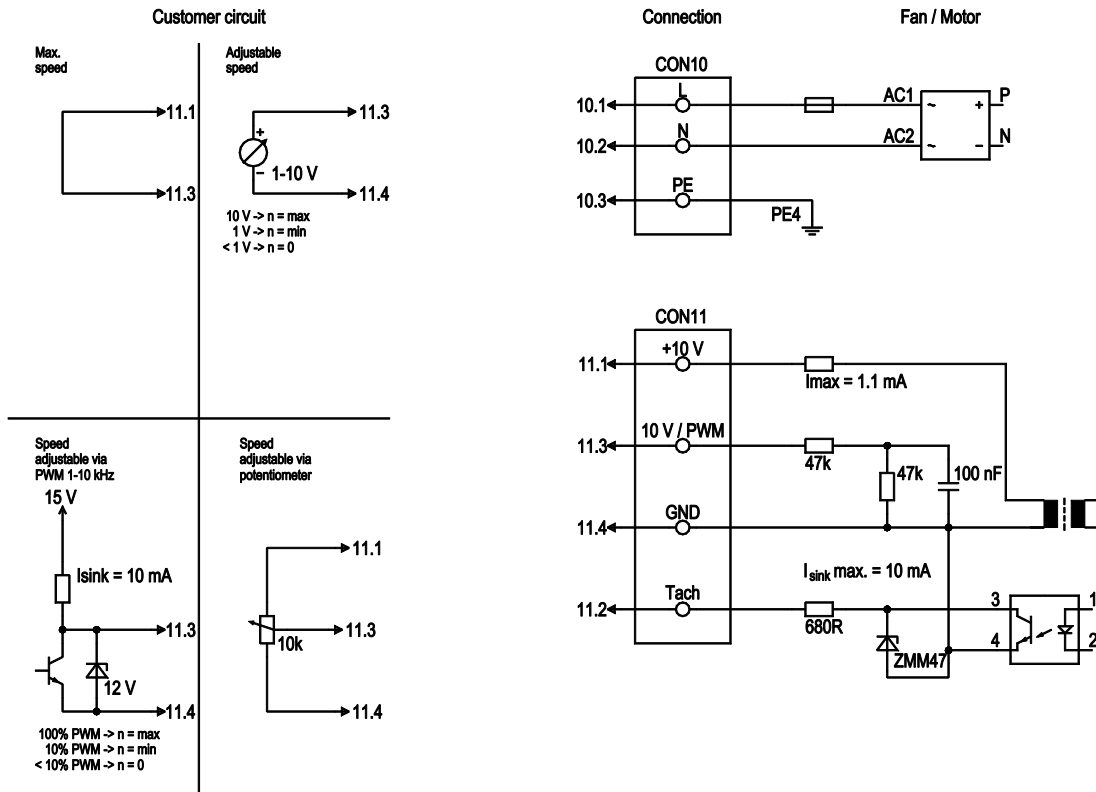 Customer circuit
Connection
Fan / Motor
Max.
speed
11.1
11.3
Adjustable
speed
11.3
+
−
1-10 V
11.4
10 V -> n = max
1 V -> n = min
< 1 V -> n = 0
CON10
10.1
L
AC1
~
+
P
10.2
N
AC2
~
−
N
10.3
PE
PE4
CON11
11.1
+10 V
Imax = 1.1 mA
11.3
10 V / PWM
47k
47k
100 nF
11.4
GND
Isink max. = 10 mA
11.2
Tach
680R
ZMM47
3
4
1
2
Speed
adjustable via
PWM 1-10 kHz
15 V
Isink = 10 mA
11.3
12 V
11.4
100% PWM -> n = max
10% PWM -> n = min
< 10% PWM -> n = 0
Speed
adjustable via
potentiometer
11.1
11.3
10k
11.4